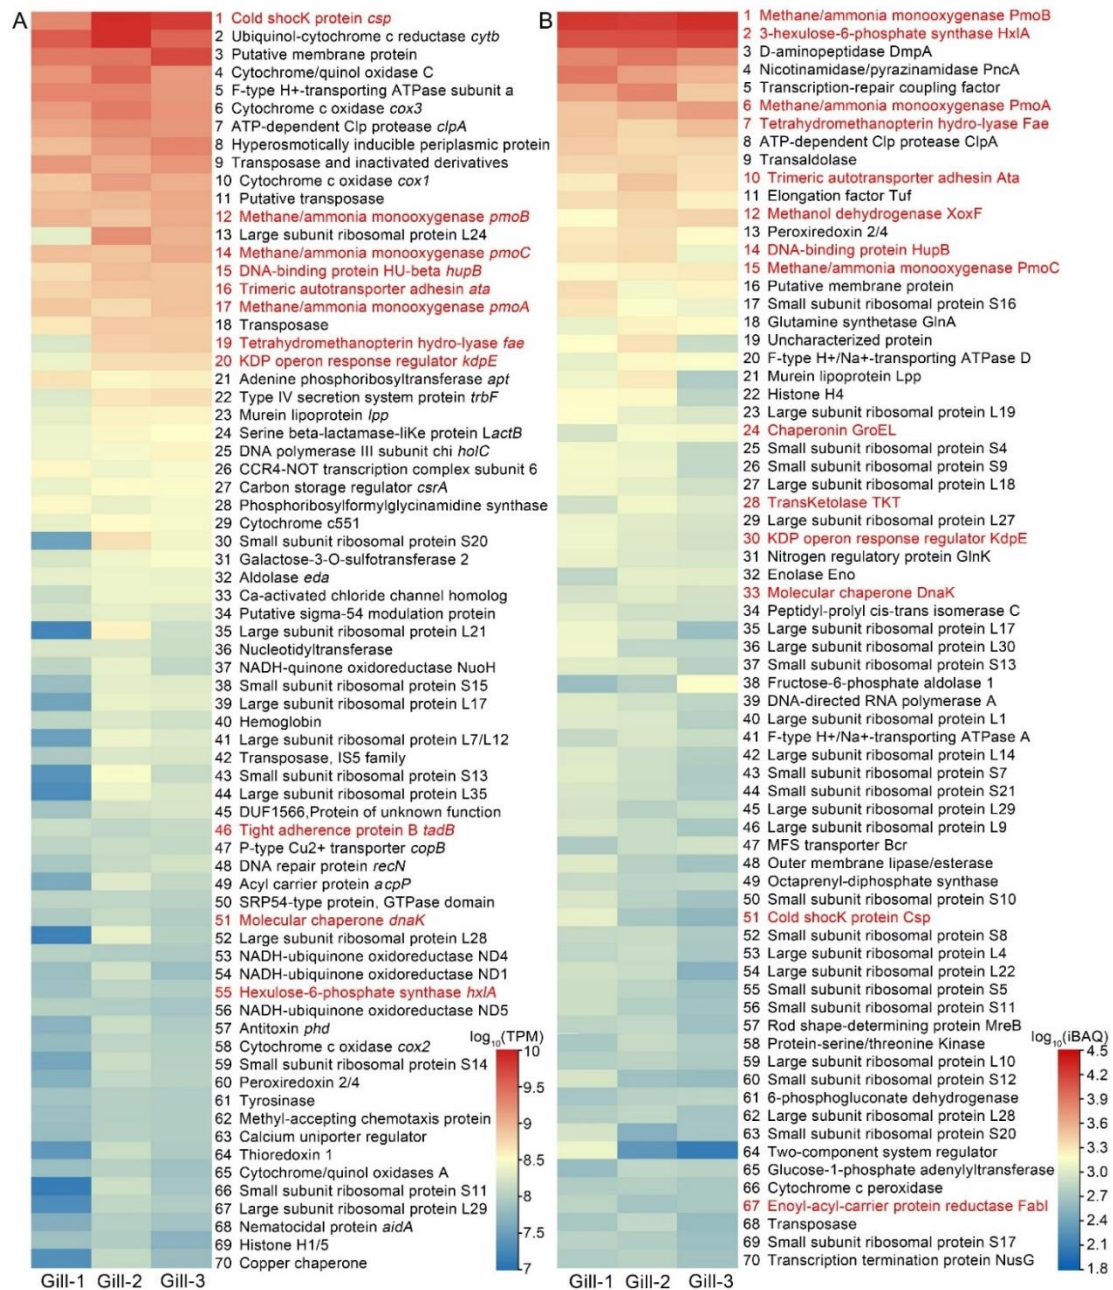 A
1 Cold shocK protein csp
2 Ubiquinol-cytochrome c reductase cytb
3 Putative membrane protein
4 Cytochrome/quinol oxidase C
5 F-type H+-transporting ATPase subunit a
6 Cytochrome c oxidase cox3
7 ATP-dependent Clp protease clpA
8 Hyperosmotically inducible periplasmic protein
9 Transposase and inactivated derivatives
10 Cytochrome c oxidase cox1
11 Putative transposase
12 Methane/ammonia monooxygenase pmoB
13 Large subunit ribosomal protein L24
14 Methane/ammonia monooxygenase pmoC
15 DNA-binding protein HU-beta hupB
16 Trimeric autotransporter adhesin ata
17 Methane/ammonia monooxygenase pmoA
18 Transposase
19 Tetrahydromethanopterin hydro-lyase fae
20 KDP operon response regulator kdpE
21 Adenine phosphoribosyltransferase apt
22 Type IV secretion system protein trbF
23 Murein lipoprotein lpp
24 Serine beta-lactamase-liKe protein LactB
25 DNA polymerase III subunit chi holC
26 CCR4-NOT transcription complex subunit 6
27 Carbon storage regulator csrA
28 Phosphoribosylformylglycinamidine synthase
29 Cytochrome c551
30 Small subunit ribosomal protein S20
31 Galactose-3-O-sulfotransferase 2
32 Aldolase eda
33 Ca-activated chloride channel homolog
34 Putative sigma-54 modulation protein
35 Large subunit ribosomal protein L21
36 Nucleotidyltransferase
37 NADH-quinone oxidoreductase NuoH
38 Small subunit ribosomal protein S15
39 Large subunit ribosomal protein L17
40 Hemoglobin
41 Large subunit ribosomal protein L7/L12
42 Transposase, IS5 family
43 Small subunit ribosomal protein S13
44 Large subunit ribosomal protein L35
45 DUF1566,Protein of unknown function
46 Tight adherence protein B tadB
47 P-type Cu2+ transporter copB
48 DNA repair protein recN
49 Acyl carrier protein acpP
50 SRP54-type protein, GTPase domain
51 Molecular chaperone dnaK
52 Large subunit ribosomal protein L28
53 NADH-ubiquinone oxidoreductase ND4
54 NADH-ubiquinone oxidoreductase ND1
55 Hexulose-6-phosphate synthase hxlA
56 NADH-ubiquinone oxidoreductase ND5
57 Antitoxin phd
58 Cytochrome c oxidase cox2
59 Small subunit ribosomal protein S14
60 Peroxiredoxin 2/4
61 Tyrosinase
62 Methyl-accepting chemotaxis protein
63 Calcium uniporter regulator
64 Thioredoxin 1
65 Cytochrome/quinol oxidases A
66 Small subunit ribosomal protein S11
67 Large subunit ribosomal protein L29
68 Nematocidal protein aidA
69 Histone H1/5
70 Copper chaperone
log10(TPM)
10
9.5
9
8.5
8
7.5
7
Gill-1 Gill-2 Gill-3
B
1 Methane/ammonia monooxygenase PmoB
2 3-hexulose-6-phosphate synthase HxlA
3 D-aminopeptidase DmpA
4 Nicotinamidase/pyrazinamidase PncA
5 Transcription-repair coupling factor
6 Methane/ammonia monooxygenase PmoA
7 Tetrahydromethanopterin hydro-lyase Fae
8 ATP-dependent Clp protease ClpA
9 Transaldolase
10 Trimeric autotransporter adhesin Ata
11 Elongation factor Tuf
12 Methanol dehydrogenase XoxF
13 Peroxiredoxin 2/4
14 DNA-binding protein HupB
15 Methane/ammonia monooxygenase PmoC
16 Putative membrane protein
17 Small subunit ribosomal protein S16
18 Glutamine synthetase GlnA
19 Uncharacterized protein
20 F-type H+/Na+-transporting ATPase D
21 Murein lipoprotein Lpp
22 Histone H4
23 Large subunit ribosomal protein L19
24 Chaperonin GroEL
25 Small subunit ribosomal protein S4
26 Small subunit ribosomal protein S9
27 Large subunit ribosomal protein L18
28 TransKetolase TKT
29 Large subunit ribosomal protein L27
30 KDP operon response regulator KdpE
31 Nitrogen regulatory protein GlnK
32 Enolase Eno
33 Molecular chaperone DnaK
34 Peptidyl-prolyl cis-trans isomerase C
35 Large subunit ribosomal protein L17
36 Large subunit ribosomal protein L30
37 Small subunit ribosomal protein S13
38 Fructose-6-phosphate aldolase 1
39 DNA-directed RNA polymerase A
40 Large subunit ribosomal protein L1
41 F-type H+/Na+-transporting ATPase A
42 Large subunit ribosomal protein L14
43 Small subunit ribosomal protein S7
44 Small subunit ribosomal protein S21
45 Large subunit ribosomal protein L29
46 Large subunit ribosomal protein L9
47 MFS transporter Bcr
48 Outer membrane lipase/esterase
49 Octaprenyl-diphosphate synthase
50 Small subunit ribosomal protein S10
51 Cold shocK protein Csp
52 Small subunit ribosomal protein S8
53 Large subunit ribosomal protein L4
54 Large subunit ribosomal protein L22
55 Small subunit ribosomal protein S5
56 Small subunit ribosomal protein S11
57 Rod shape-determining protein MreB
58 Protein-serine/threonine Kinase
59 Large subunit ribosomal protein L10
60 Small subunit ribosomal protein S12
61 6-phosphogluconate dehydrogenase
62 Large subunit ribosomal protein L28
63 Small subunit ribosomal protein S20
64 Two-component system regulator
65 Glucose-1-phosphate adenylyltransferase
66 Cytochrome c peroxidase
67 Enoyl-acyl-carrier protein reductase FabI
68 Transposase
69 Small subunit ribosomal protein S17
70 Transcription termination protein NusG
log10(iBAQ)
4.5
4.2
3.9
3.6
3.3
3.0
2.7
2.4
2.1
1.8
Gill-1 Gill-2 Gill-3